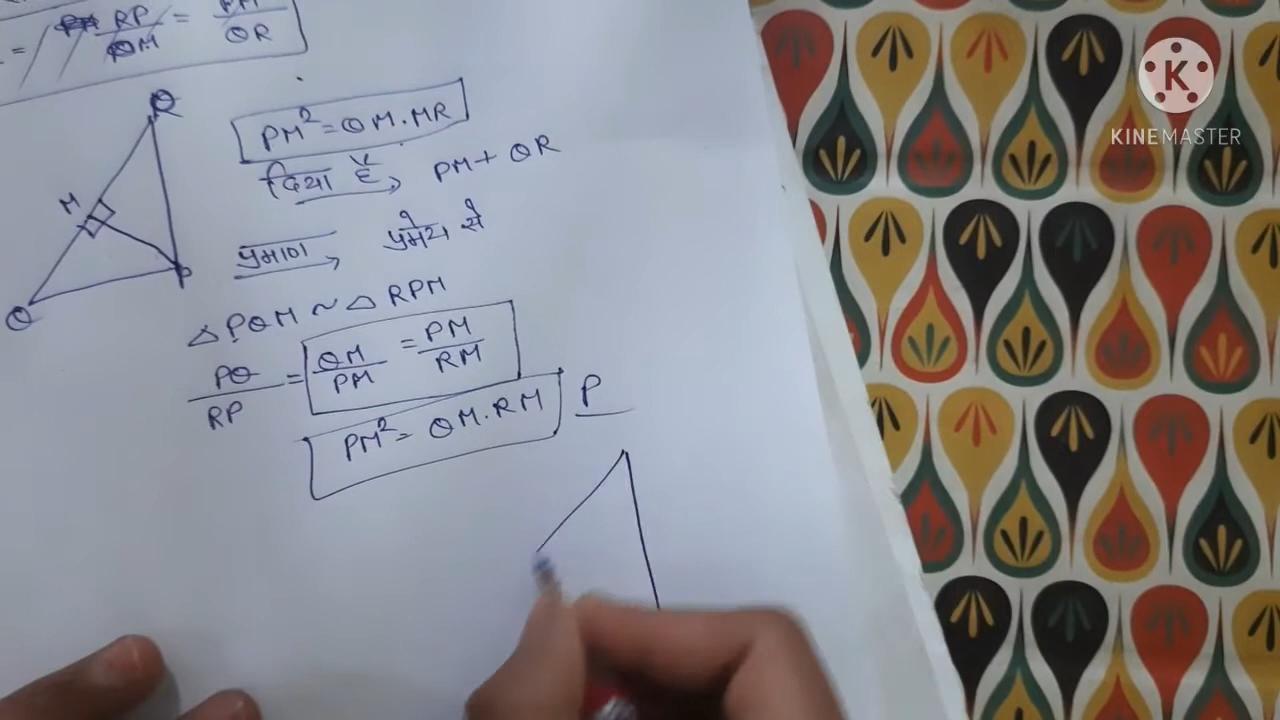 = RP/QM = PM/QR
R
PM² = QM.MR
दिया है → PM + QR
M
प्रमाण → प्रमेय से
P
Q
△PQM ~ △RPM
PQ/RP = QM/PM = PM/RM
PM² = QM.RM
P
K
KINEMASTER